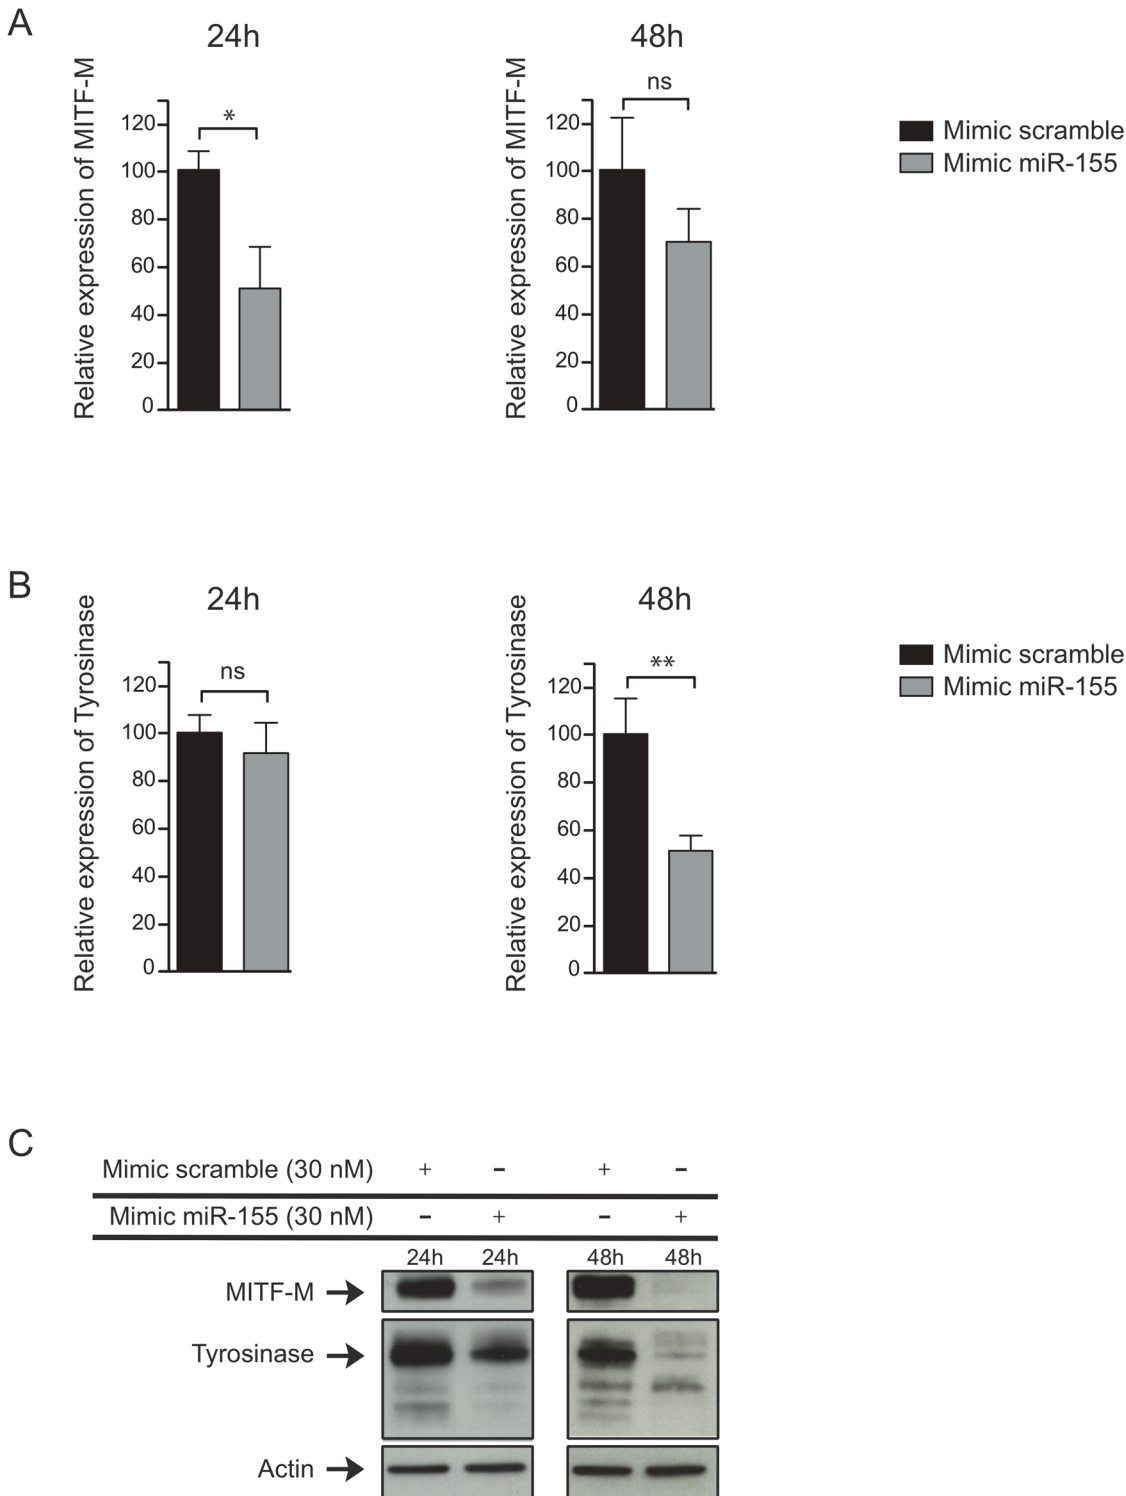 A
24h
48h
Relative expression of MITF-M
120
100
80
60
40
20
0
*
Relative expression of MITF-M
120
100
80
60
40
20
0
ns
Mimic scramble
Mimic miR-155
B
24h
48h
Relative expression of Tyrosinase
120
100
80
60
40
20
0
ns
Relative expression of Tyrosinase
120
100
80
60
40
20
0
**
Mimic scramble
Mimic miR-155
C
Mimic scramble (30 nM) + - + -
Mimic miR-155 (30 nM) - + - +
24h 24h 48h 48h
MITF-M
Tyrosinase
Actin